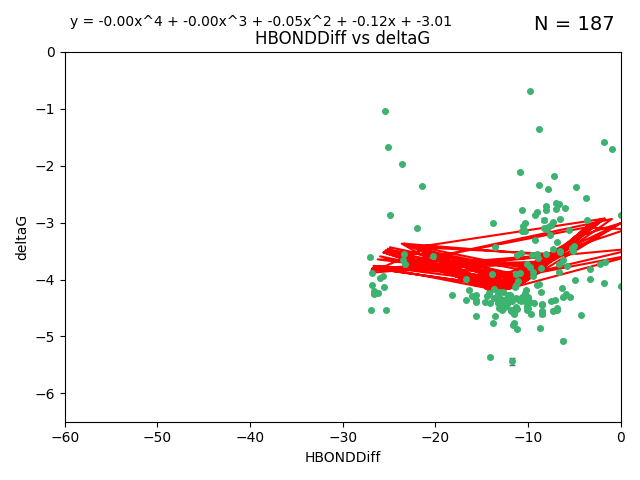 y = -0.00x^4 + -0.00x^3 + -0.05x^2 + -0.12x + -3.01
N = 187
HBONDDiff vs deltaG
0
−1
−2
−3
−4
−5
−6
deltaG
−60
−50
−40
−30
−20
−10
0
HBONDDiff